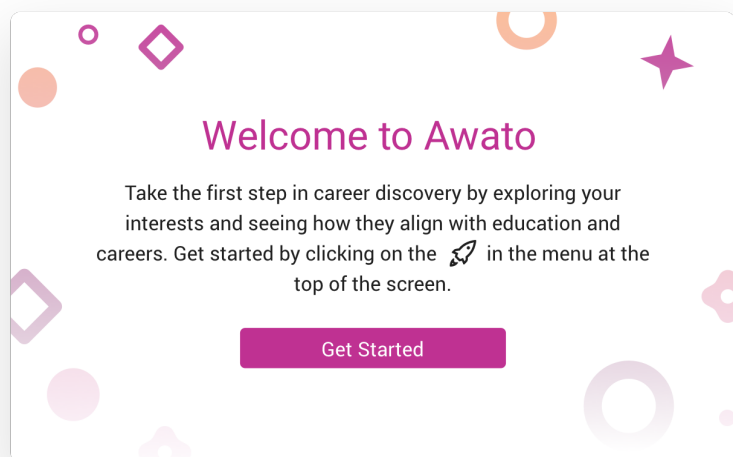 Welcome to Awato
Take the first step in career discovery by exploring your
interests and seeing how they align with education and
careers. Get started by clicking on the in the menu at the
top of the screen.
Get Started